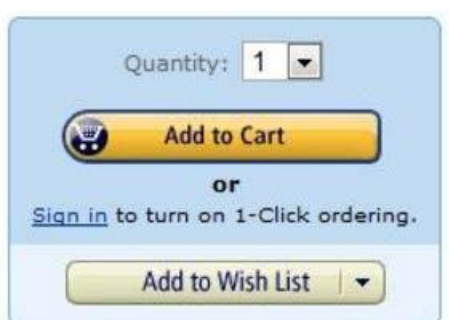 Quantity: 1
Add to Cart
or
Sign in to turn on 1-Click ordering.
Add to Wish List